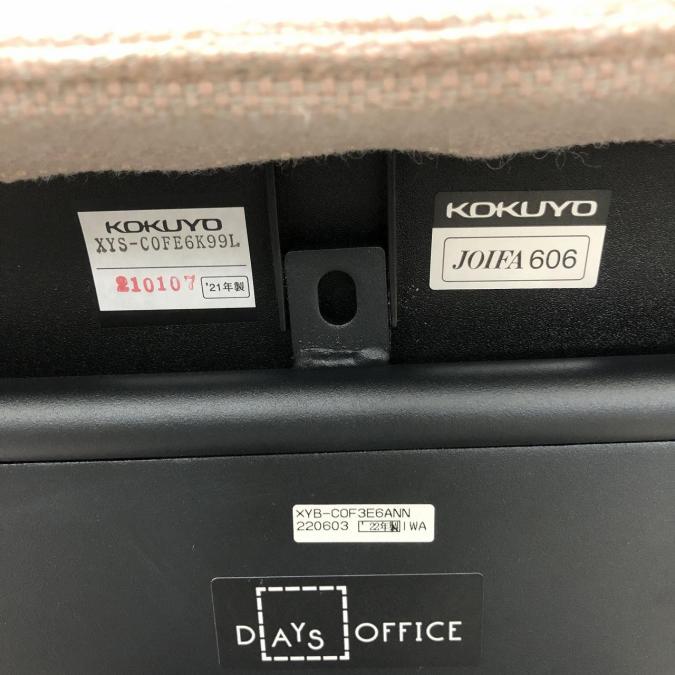 KOKUYO
XYS-C0FE6K99L
210107 '21年製
KOKUYO
JOIFA 606
XYB-C0F3E6ANN
220603 '22年製 IWA
DAYS OFFICE